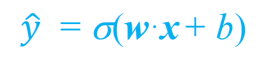 ŷ = σ(w·x + b)